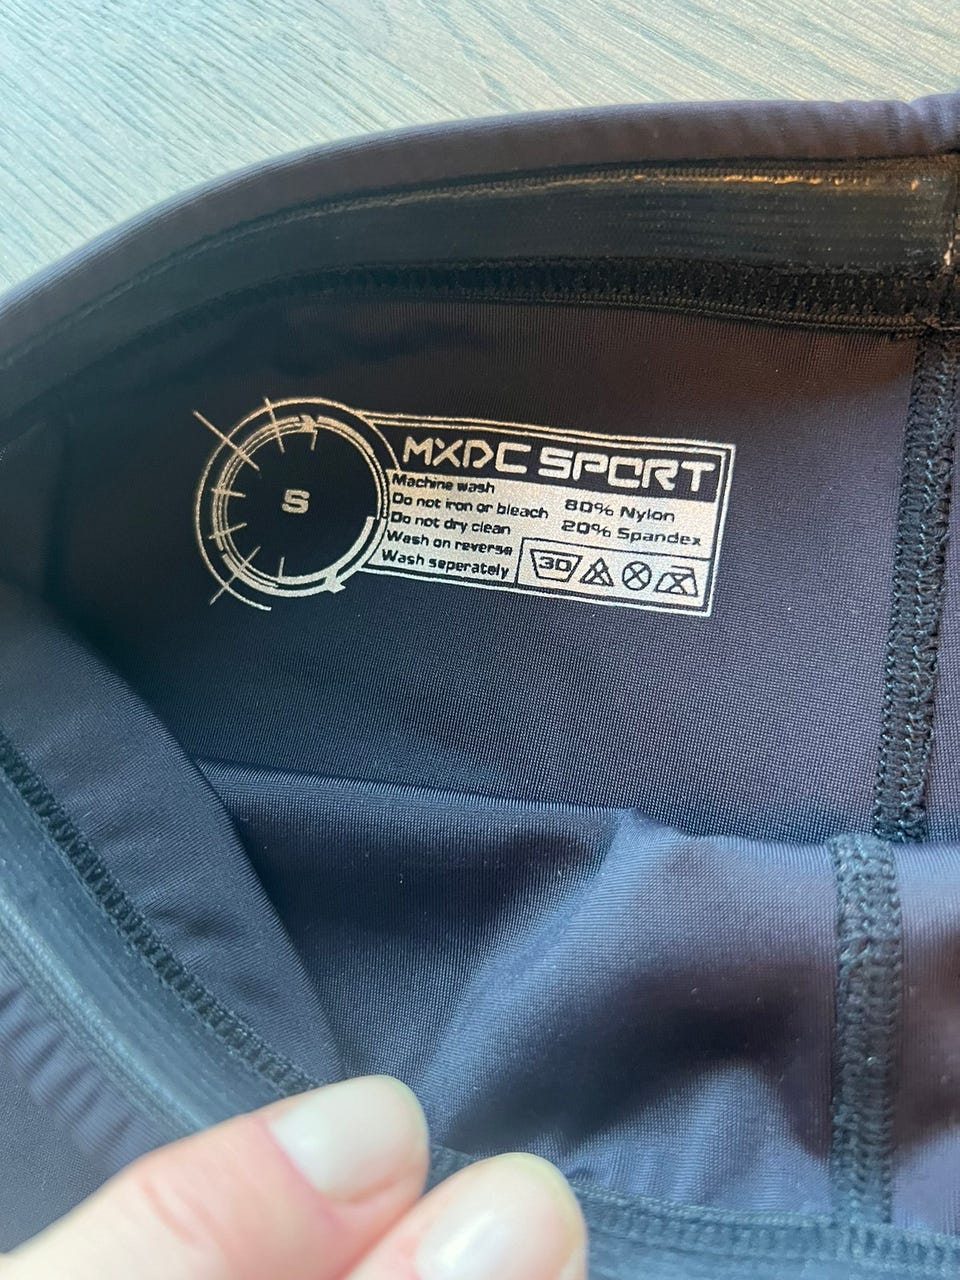 S
MXDC SPORT
Machine wash
Do not iron or bleach
Do not dry clean
Wash on reverse
Wash seperately
80% Nylon
20% Spandex
30